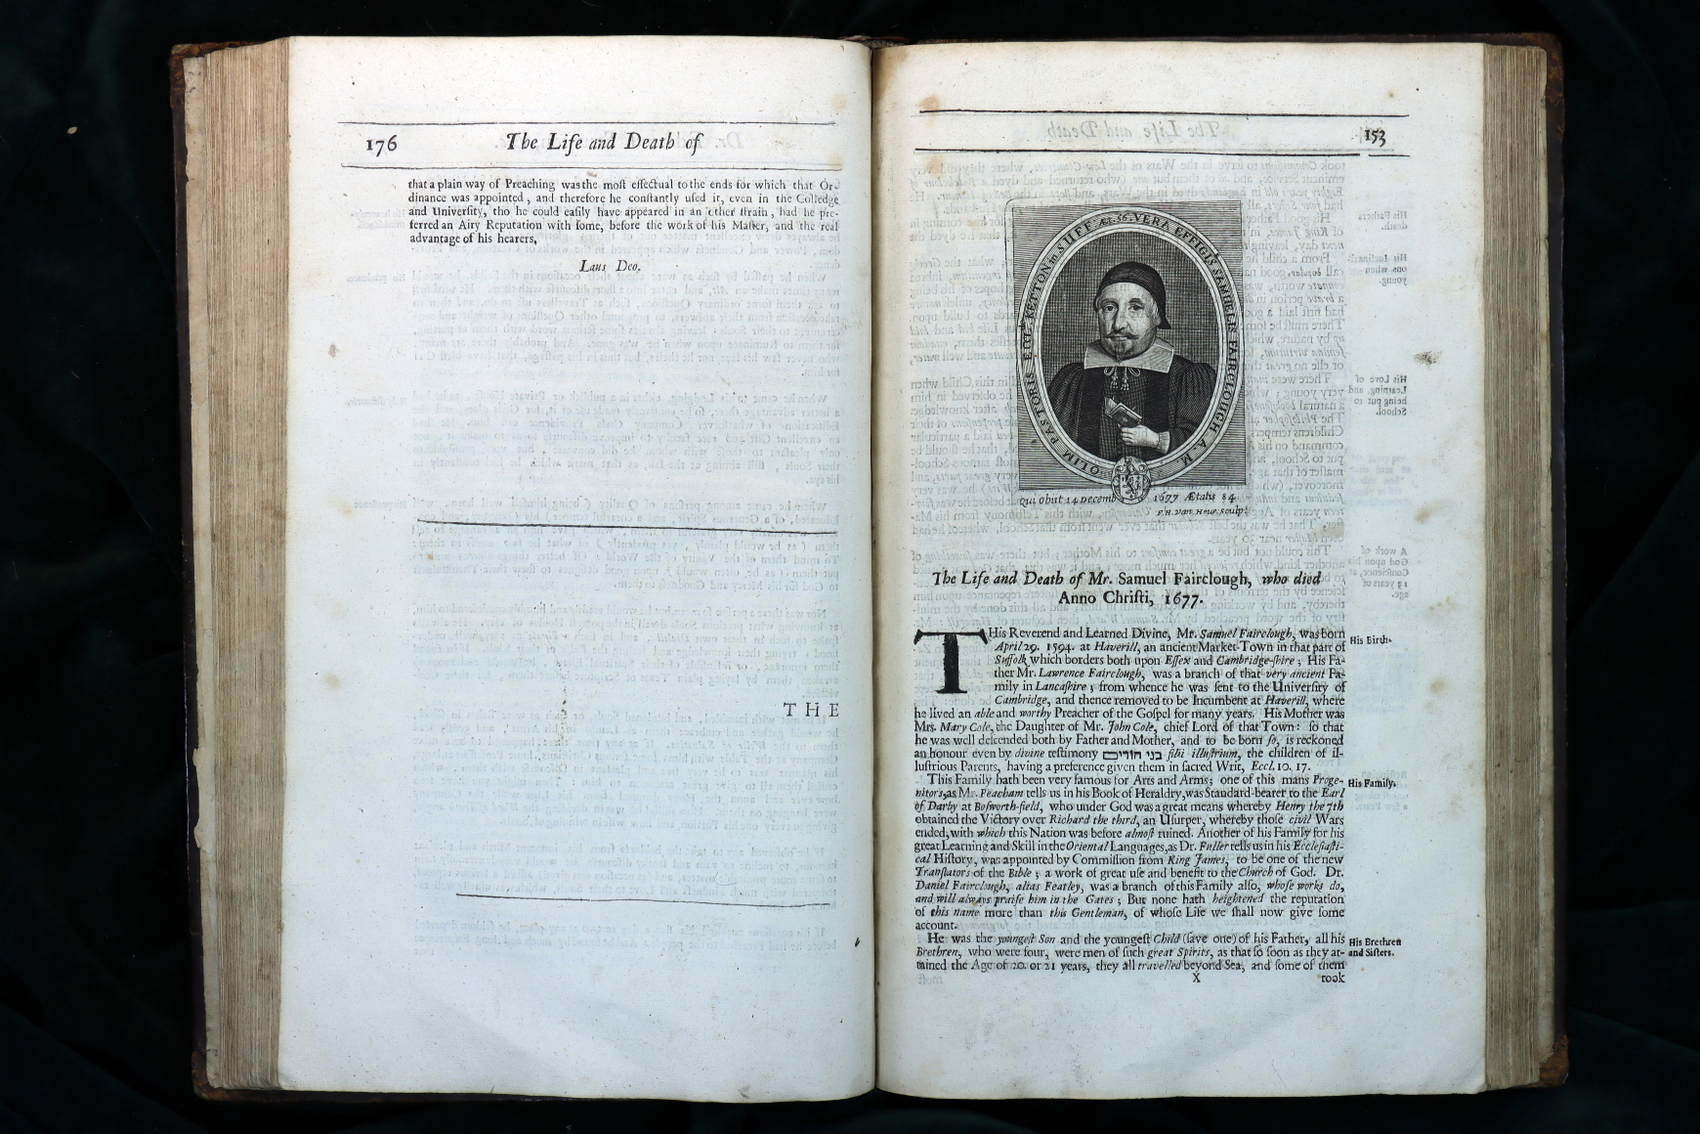 176 The Life and Death of
that a plain way of Preaching was the moſt effectual to the ends for which that Or-
dinance was appointed, and therefore he conſtantly uſed it, even in the Colledge
and Univerſity, tho he could eaſily have appeared in an other ſtrain, had he pre-
ferred an Airy Reputation with ſome, before the work of his Maſter, and the real
advantage of his hearers,
Laus Deo.
THE
153
OLIM PASTORIS ECCL. KETTON in SUFF. Æt. 56. VERA EFFIGIS SAMUELIS FAIRCLOUGH A M
Qui obiit 14 Decemb 1677 Ætatis 84
F.H. van. Hove. sculp:
The Life and Death of Mr. Samuel Fairclough, who died
Anno Chriſti, 1677.
THis Reverend and Learned Divine, Mr. Samuel Fairclough, was born
April 29. 1594. at Haverill, an ancient Market-Town in that part of
Suffolk, which borders both upon Eſſex and Cambridge-ſhire; His Fa-
ther Mr. Lawrence Fairclough, was a branch of that very ancient Fa-
mily in Lancaſhire; from whence he was ſent to the Univerſity of
Cambridge, and thence removed to be Incumbent at Haverill, where
he lived an able and worthy Preacher of the Goſpel for many years. His Mother was
Mrs. Mary Cole, the Daughter of Mr. John Cole, chief Lord of that Town: ſo that
he was well deſcended both by Father and Mother, and to be born ſo, is reckoned
an honour even by divine teſtimony בני חורים filii illuſtrium, the children of il-
luſtrious Parents, having a preference given them in ſacred Writ, Eccl. 10. 17.
His Birth.
This Family hath been very famous for Arts and Arms; one of this mans Proge-
nitors, as Mr. Peacham tells us in his Book of Heraldry, was Standard-bearer to the Earl
of Darby at Boſworth-field, who under God was a great means whereby Henry the 7th
obtained the Victory over Richard the third, an Uſurper, whereby thoſe civil Wars
ended, with which this Nation was before almoſt ruined. Another of his Family for his
great Learning and Skill in the Oriental Languages, as Dr. Fuller tells us in his Eccleſiaſti-
cal Hiſtory, was appointed by Commiſſion from King James, to be one of the new
Tranſlators of the Bible; a work of great uſe and benefit to the Church of God. Dr.
Daniel Fairclough, alias Featley, was a branch of this Family alſo, whoſe works do,
and will always praiſe him in the Gates; But none hath heightened the reputation
of this name more than this Gentleman, of whoſe Life we ſhall now give ſome
account.
His Family.
He was the youngeſt Son and the youngeſt Child (ſave one) of his Father, all his
Brethren, who were four, were men of ſuch great Spirits, as that ſo ſoon as they at-
tained the Age of 20. or 21 years, they all travelled beyond Sea, and ſome of them
His Brethren
and Siſters.
X took